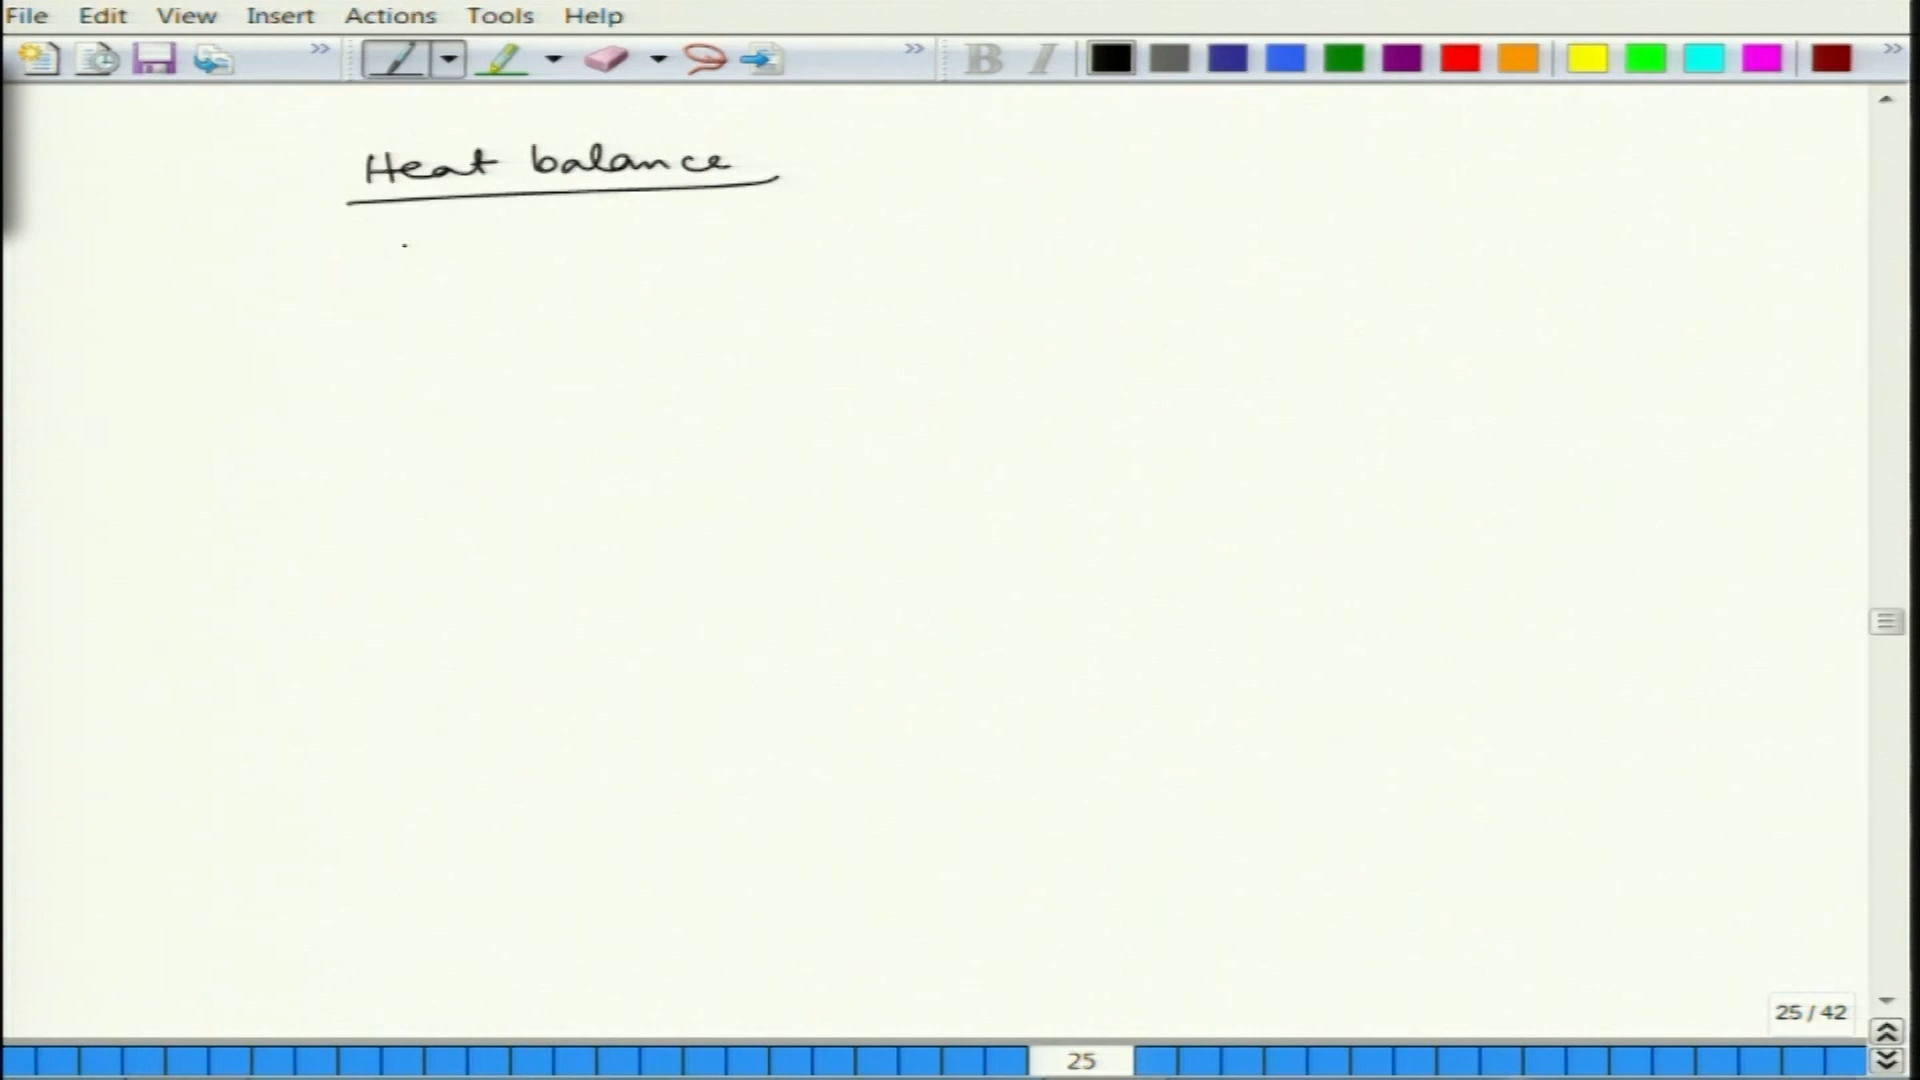 File Edit View Insert Actions Tools Help
B I
Heat balance
25 / 42
25